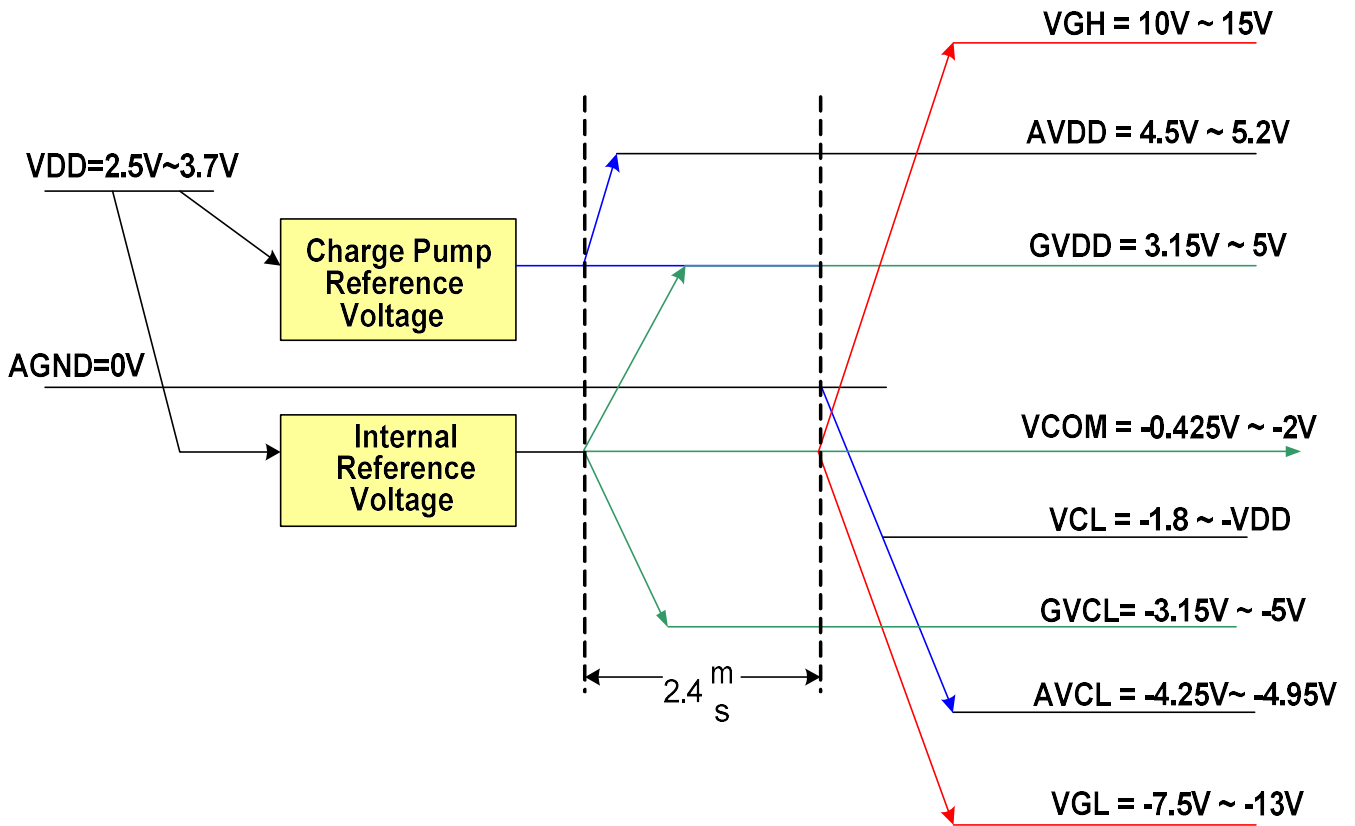 VGH = 10V ~ 15V
AVDD = 4.5V ~ 5.2V
VDD=2.5V~3.7V
Charge Pump
Reference
Voltage
GVDD = 3.15V ~ 5V
AGND=0V
Internal
Reference
Voltage
VCOM = -0.425V ~ -2V
VCL = -1.8 ~ -VDD
GVCL= -3.15V ~ -5V
2.4 m
s
AVCL = -4.25V~ -4.95V
VGL = -7.5V ~ -13V